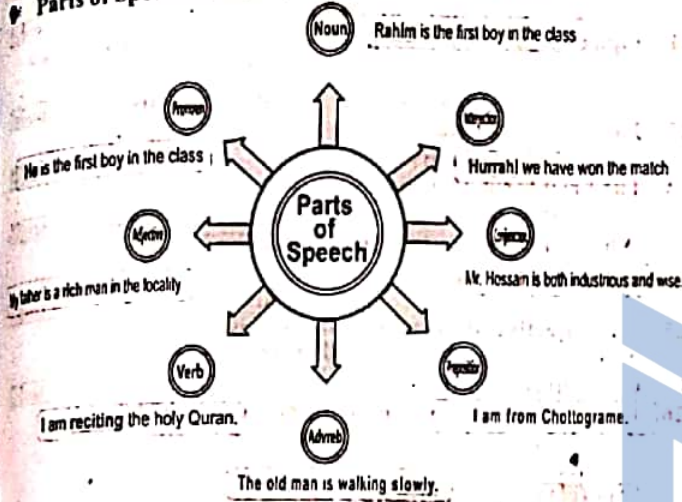 Parts of
Noun
Rahim is the first boy in the class
Pronoun
Interjection
He is the first boy in the class
Hurrah! we have won the match
Parts
of
Speech
Adjective
Conjunction
My father is a rich man in the locality
Mr. Hossam is both industrious and wise.
Verb
Preposition
I am reciting the holy Quran.
I am from Chottograme.
Advreb
The old man is walking slowly.